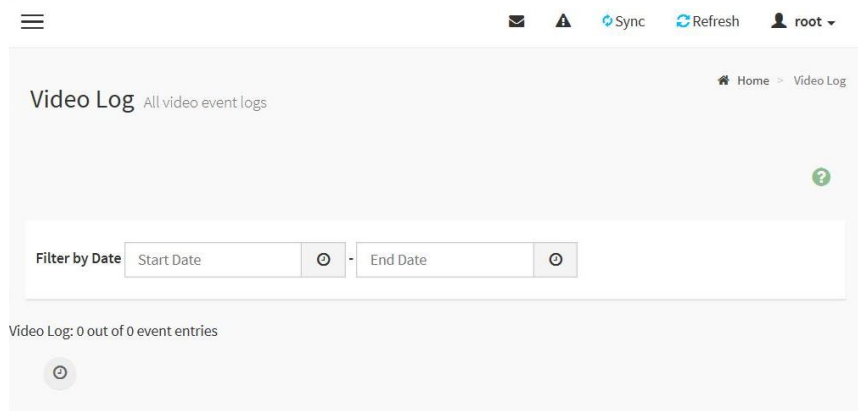 Sync Refresh root
Home > Video Log
Video Log All video event logs
Filter by Date Start Date - End Date
Video Log: 0 out of 0 event entries